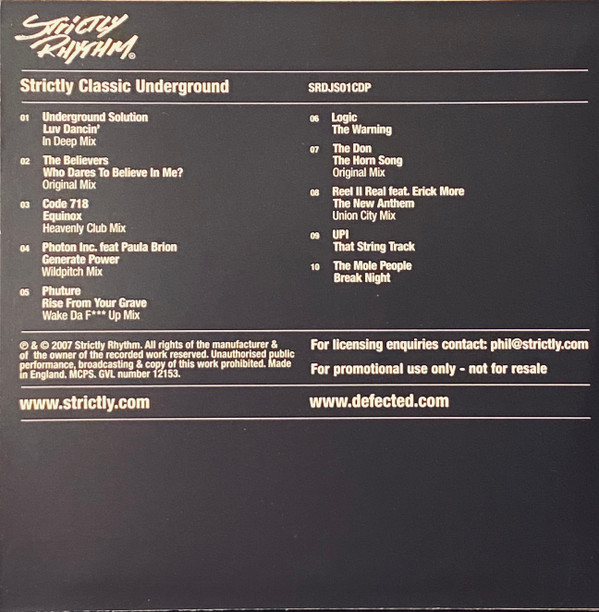 STRICTLY
RHYTHM®
Strictly Classic Underground
SRDJS01CDP
01 Underground Solution
Luv Dancin'
In Deep Mix
02 The Believers
Who Dares To Believe In Me?
Original Mix
03 Code 718
Equinox
Heavenly Club Mix
04 Photon Inc. feat Paula Brion
Generate Power
Wildpitch Mix
05 Phuture
Rise From Your Grave
Wake Da F*** Up Mix
06 Logic
The Warning
07 The Don
The Horn Song
Original Mix
08 Reel II Real feat. Erick More
The New Anthem
Union City Mix
09 UPI
That String Track
10 The Mole People
Break Night
℗ & © 2007 Strictly Rhythm. All rights of the manufacturer &
of the owner of the recorded work reserved. Unauthorised public
performance, broadcasting & copy of this work prohibited. Made
in England. MCPS. GVL number 12153.
For licensing enquiries contact: phil@strictly.com
For promotional use only - not for resale
www.strictly.com
www.defected.com